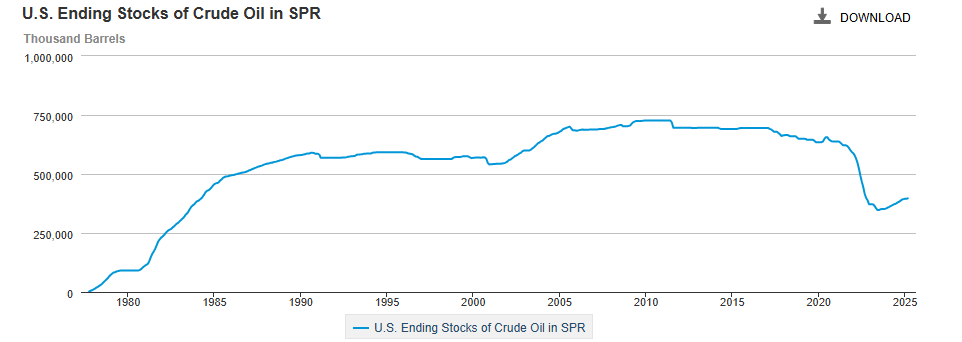 U.S. Ending Stocks of Crude Oil in SPR
DOWNLOAD
Thousand Barrels
1,000,000
750,000
500,000
250,000
0
1980 1985 1990 1995 2000 2005 2010 2015 2020 2025
U.S. Ending Stocks of Crude Oil in SPR